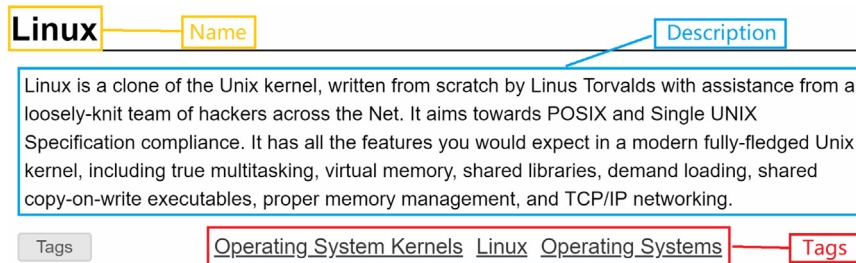 Linux Name
Description
Linux is a clone of the Unix kernel, written from scratch by Linus Torvalds with assistance from a
loosely-knit team of hackers across the Net. It aims towards POSIX and Single UNIX
Specification compliance. It has all the features you would expect in a modern fully-fledged Unix
kernel, including true multitasking, virtual memory, shared libraries, demand loading, shared
copy-on-write executables, proper memory management, and TCP/IP networking.
Tags Operating System Kernels Linux Operating Systems Tags